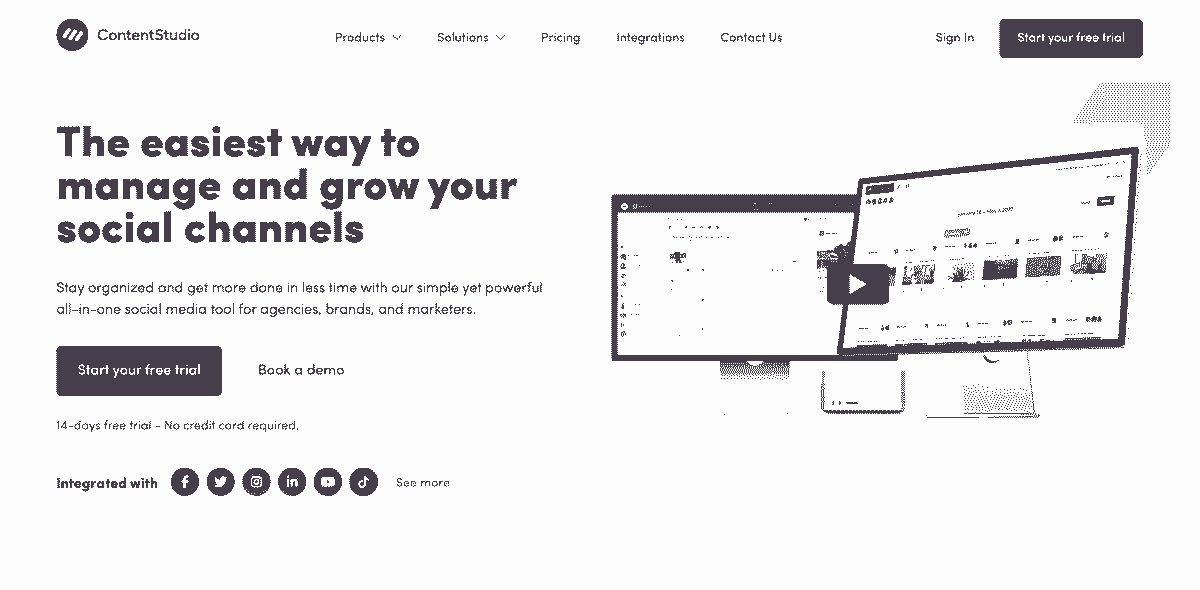 ContentStudio
Products
Solutions
Pricing
Integrations
Contact Us
Sign In
Start your free trial
The easiest way to
manage and grow your
social channels
Stay organized and get more done in less time with our simple yet powerful
all-in-one social media tool for agencies, brands, and marketers.
Start your free trial
Book a demo
14-days free trial - No credit card required.
Integrated with
See more